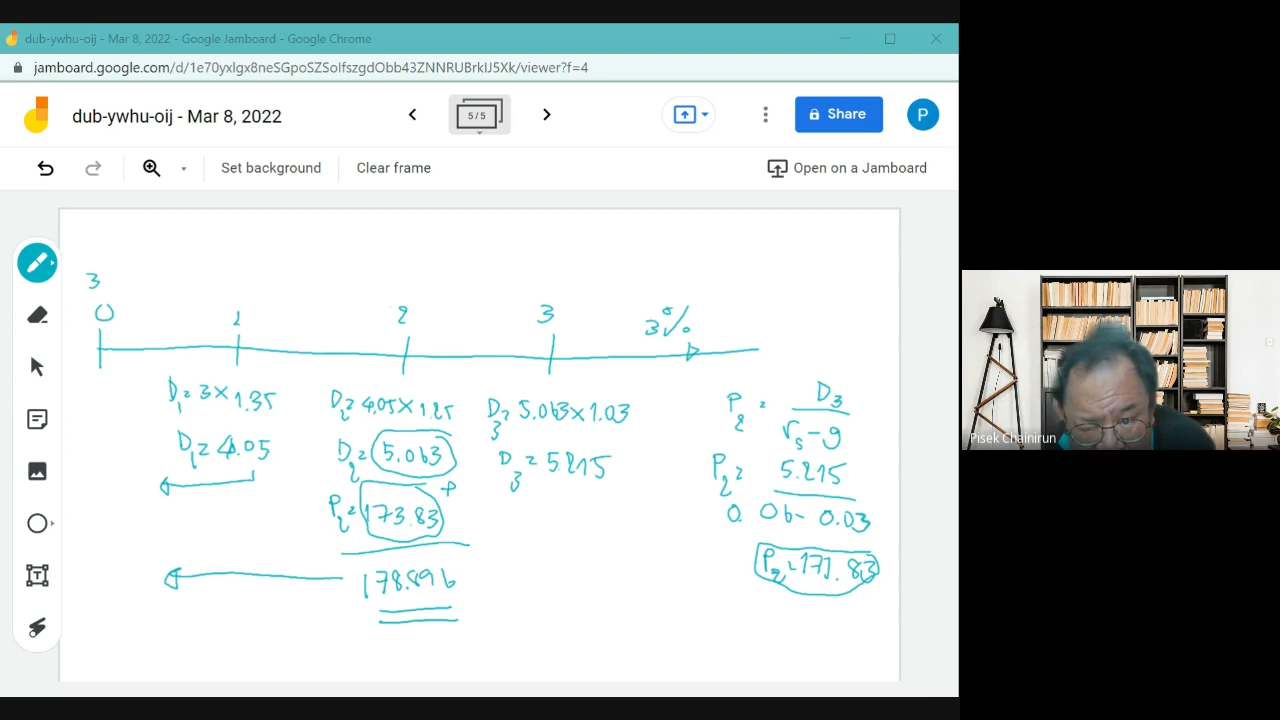 dub-ywhu-oij - Mar 8, 2022 - Google Jamboard - Google Chrome
jamboard.google.com/d/1e70yxlgx8neSGpoSZSolfszgdObb43ZNNRUBrkIJ5Xk/viewer?f=4
dub-ywhu-oij - Mar 8, 2022
5 / 5
Share
P
Set background
Clear frame
Open on a Jamboard
3
0 1 2 3 3%
D1 = 3 × 1.35
D1 = 4.05
D2 = 4.05 × 1.25
D2 = 5.063
+
P2 = 173.83
178.896
D3 = 5.063 × 1.03
D3 = 5.215
P2 = D3
rs - g
P2 = 5.215
0.06 - 0.03
P2 = 173.83
Pisek Chainirun